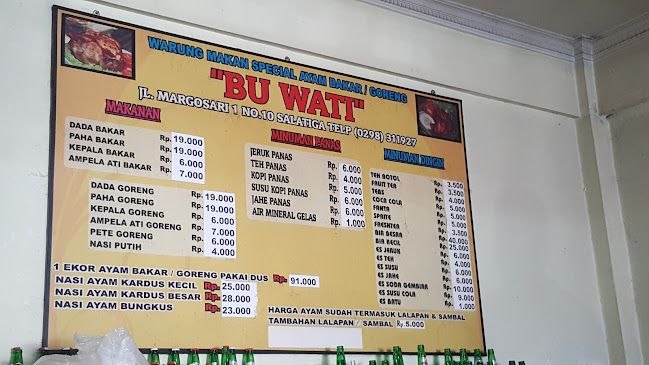 WARUNG MAKAN SPECIAL AYAM BAKAR / GORENG
"BU WATI"
JL. MARGOSARI 1 NO.10 SALATIGA TELP (0298) 311927
MAKANAN
DADA BAKAR Rp. 19.000
PAHA BAKAR Rp. 19.000
KEPALA BAKAR Rp. 6.000
AMPELA ATI BAKAR Rp. 7.000
DADA GORENG Rp. 19.000
PAHA GORENG Rp. 19.000
KEPALA GORENG Rp. 6.000
AMPELA ATI GORENG Rp. 7.000
PETE GORENG Rp. 6.000
NASI PUTIH Rp. 4.000
MINUMAN PANAS
JERUK PANAS Rp. 6.000
TEH PANAS Rp. 4.000
KOPI PANAS Rp. 5.000
SUSU KOPI PANAS Rp. 6.000
JAHE PANAS Rp. 6.000
AIR MINERAL GELAS Rp. 1.000
MINUMAN DINGIN
TEH BOTOL Rp. 3.500
FRUIT TEA Rp. 3.500
TEBS Rp. 4.000
COCA COLA Rp. 4.000
FANTA Rp. 5.000
SPRITE Rp. 5.000
FRESHTEA Rp. 3.500
BIR BESAR Rp. 40.000
BIR KECIL Rp. 25.000
ES JERUK Rp. 6.000
ES TEH Rp. 4.000
ES SUSU Rp. 6.000
ES JAHE Rp. 6.000
ES SODA GEMBIRA Rp. 10.000
ES SUSU COLA Rp. 9.000
ES BATU Rp. 1.000
1 EKOR AYAM BAKAR / GORENG PAKAI DUS Rp. 91.000
NASI AYAM KARDUS KECIL Rp. 25.000
NASI AYAM KARDUS BESAR Rp. 28.000
NASI AYAM BUNGKUS Rp. 23.000
HARGA AYAM SUDAH TERMASUK LALAPAN & SAMBAL
TAMBAHAN LALAPAN / SAMBAL Rp. 5.000